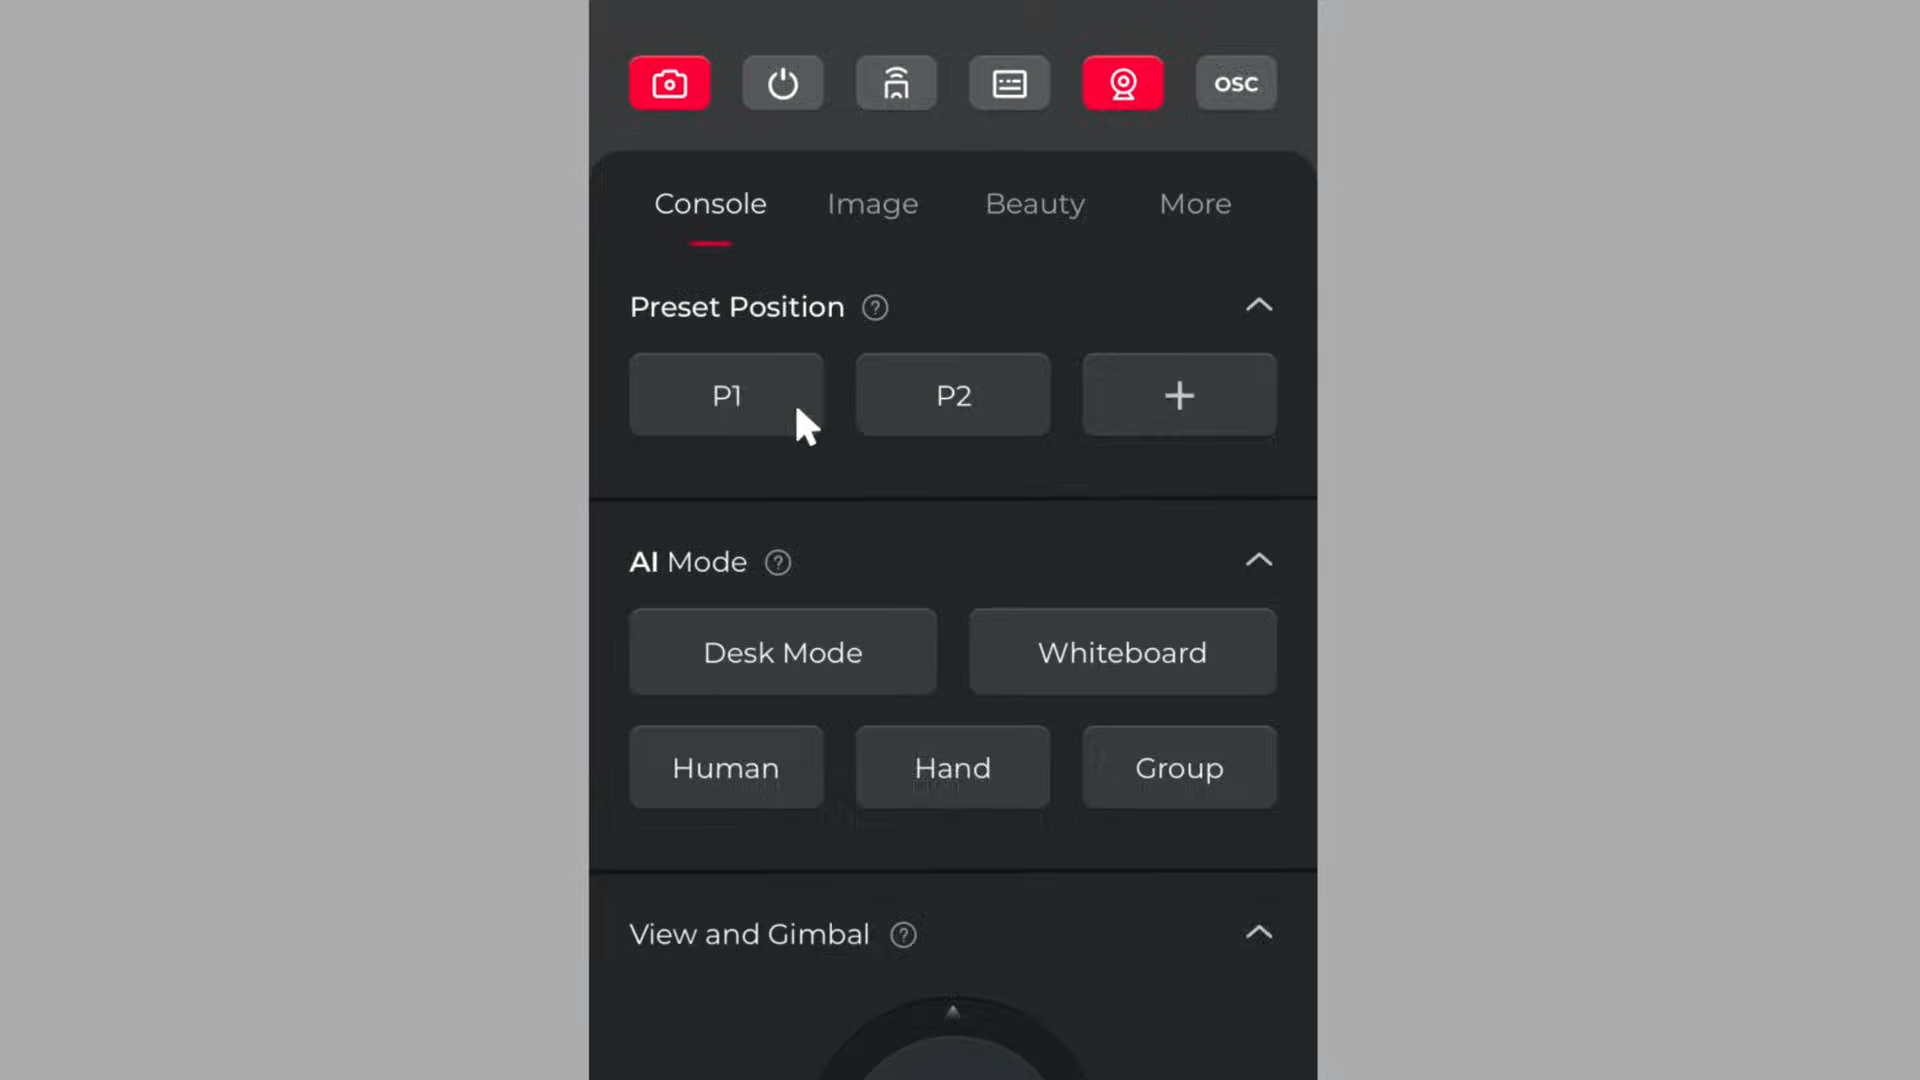 OSC
Console Image Beauty More
Preset Position ?
P1 P2 +
AI Mode ?
Desk Mode Whiteboard
Human Hand Group
View and Gimbal ?